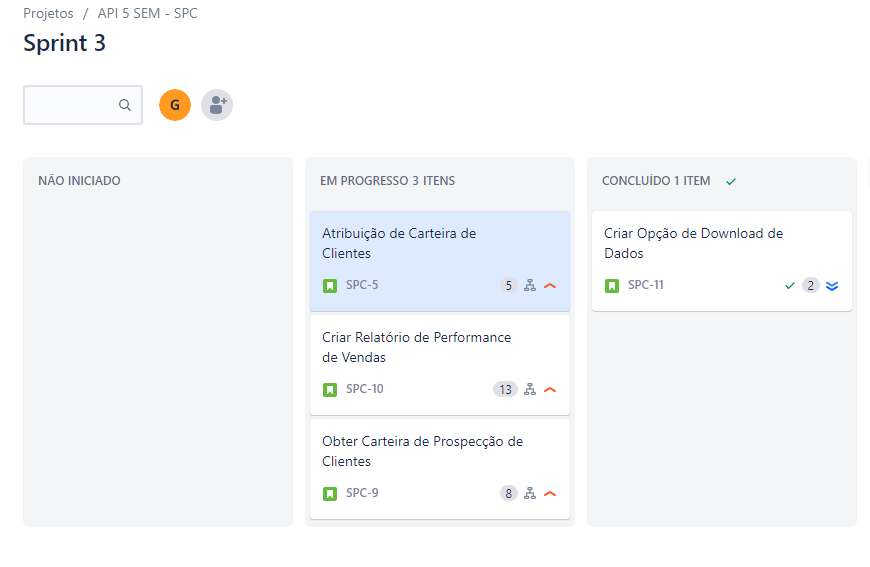 Projetos / API 5 SEM - SPC
Sprint 3
G
NÃO INICIADO
EM PROGRESSO 3 ITENS
Atribuição de Carteira de
Clientes
SPC-5
5
Criar Relatório de Performance
de Vendas
SPC-10
13
Obter Carteira de Prospecção de
Clientes
SPC-9
8
CONCLUÍDO 1 ITEM
Criar Opção de Download de
Dados
SPC-11
2